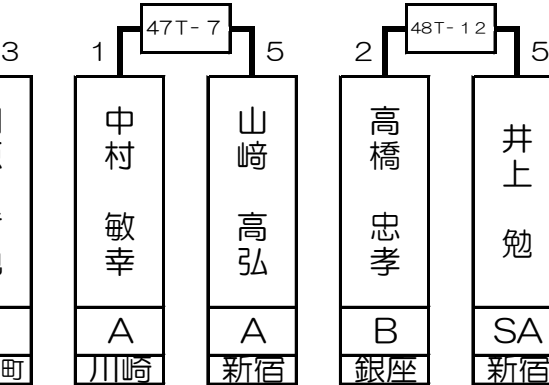 47T-7
48T-12
3
1
5
2
5
中村 敏幸
山﨑 高弘
高橋 忠孝
井上 勉
A
A
B
SA
町
川崎
新宿
銀座
新宿